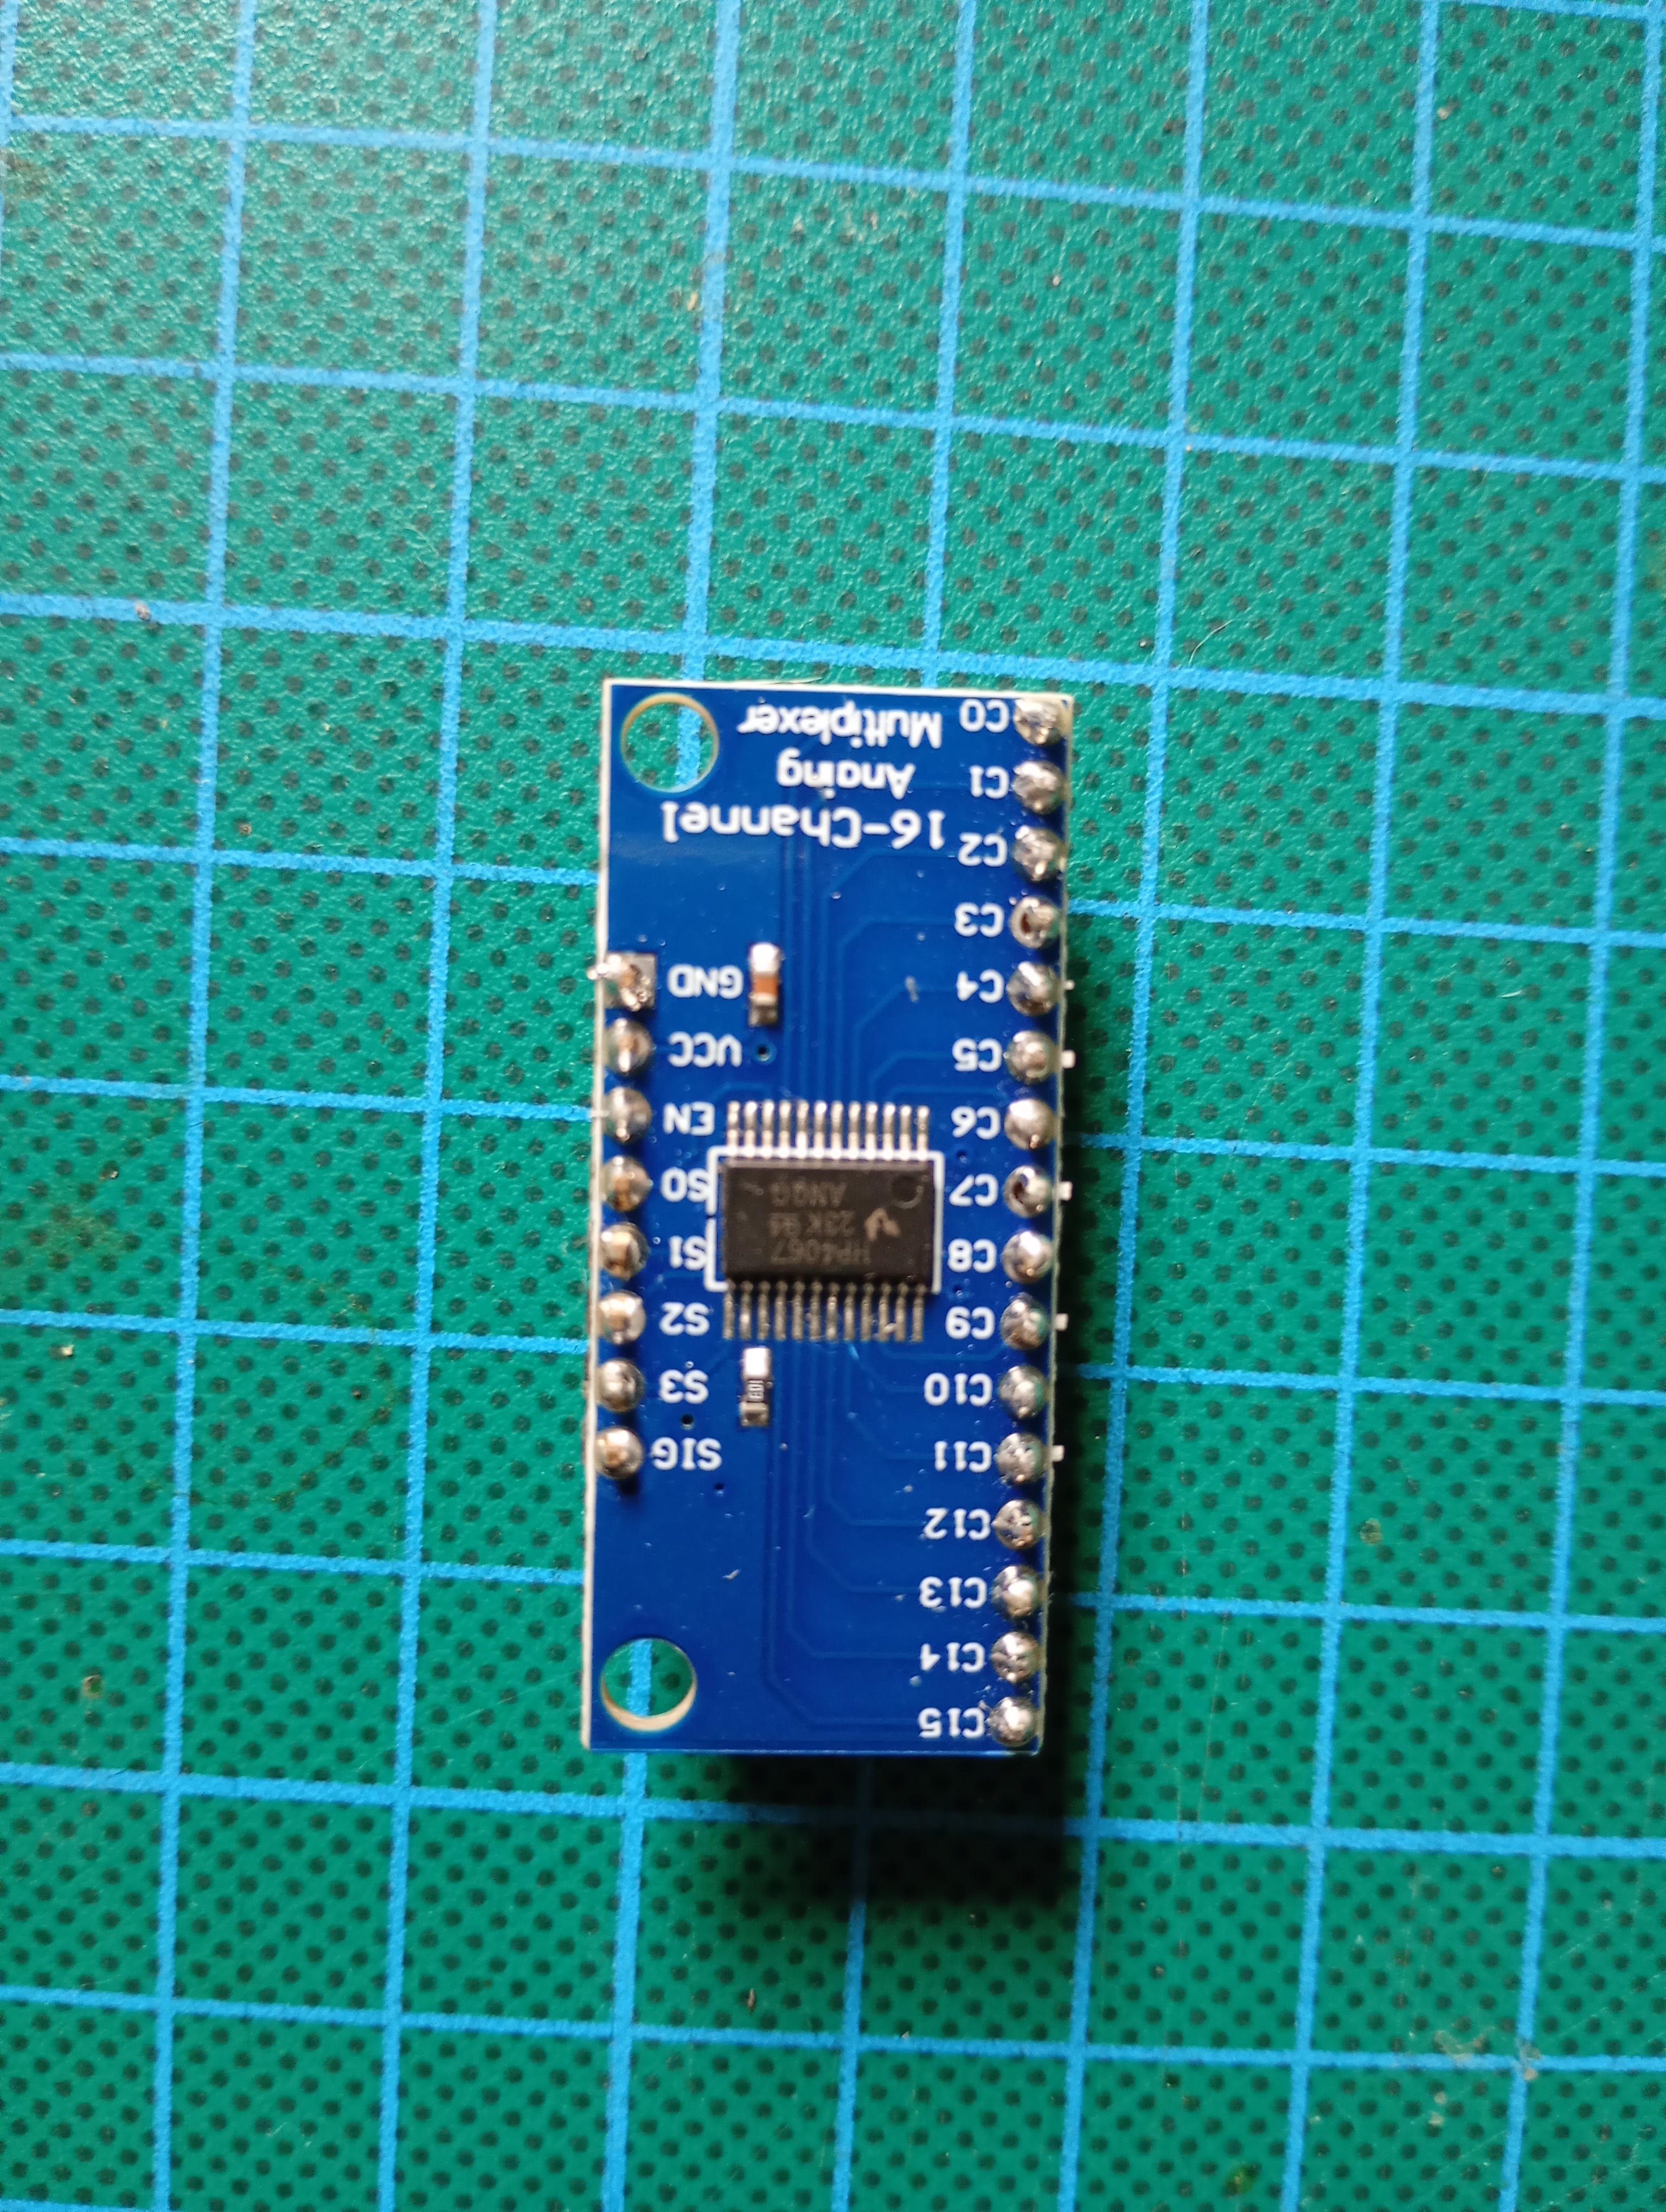 C15
C14
C13
C12
C11
C10
C9
C8
C7
C6
C5
C4
C3
C2
C1
C0
SIG
S3
S2
S1
S0
EN
VCC
GND
HP4067
23K G4
16-Channel
Anaing
Multiplexer